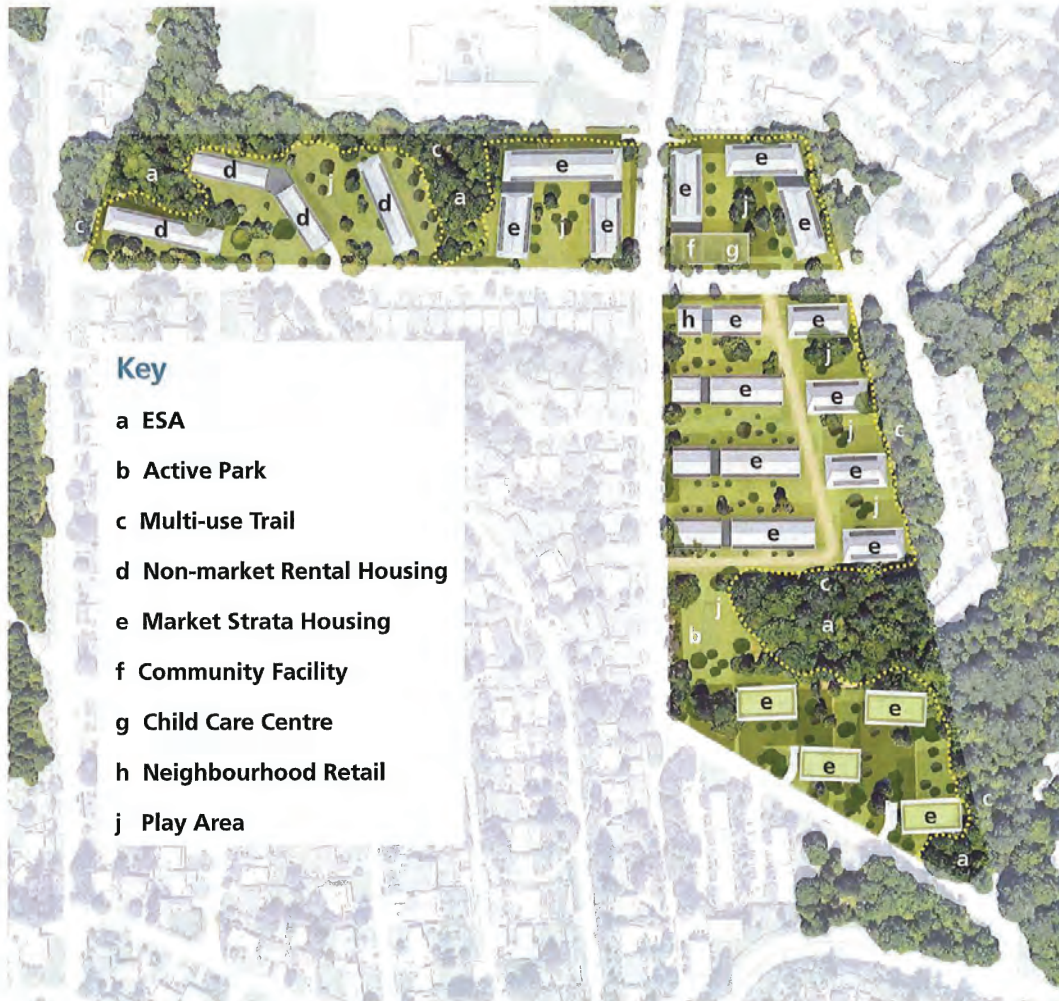 c
a
e
e
a
d
e
j
d
a
e
j
d
d
e
j
e
e
c
d
f
g
h
e
e
j
Key
a ESA
e
e
b Active Park
j
c
c Multi-use Trail
e
e
d Non-market Rental Housing
j
e Market Strata Housing
e
e
f Community Facility
c
j
b
a
g Child Care Centre
e
e
h Neighbourhood Retail
e
j Play Area
c
e
a